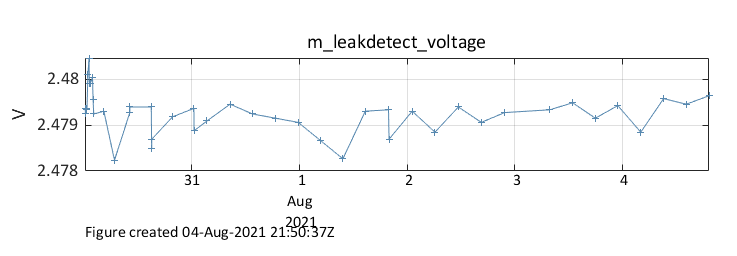 m_leakdetect_voltage
V
2.48
2.479
2.478
31 1 2 3 4
Aug
2021
Figure created 04-Aug-2021 21:50:37Z